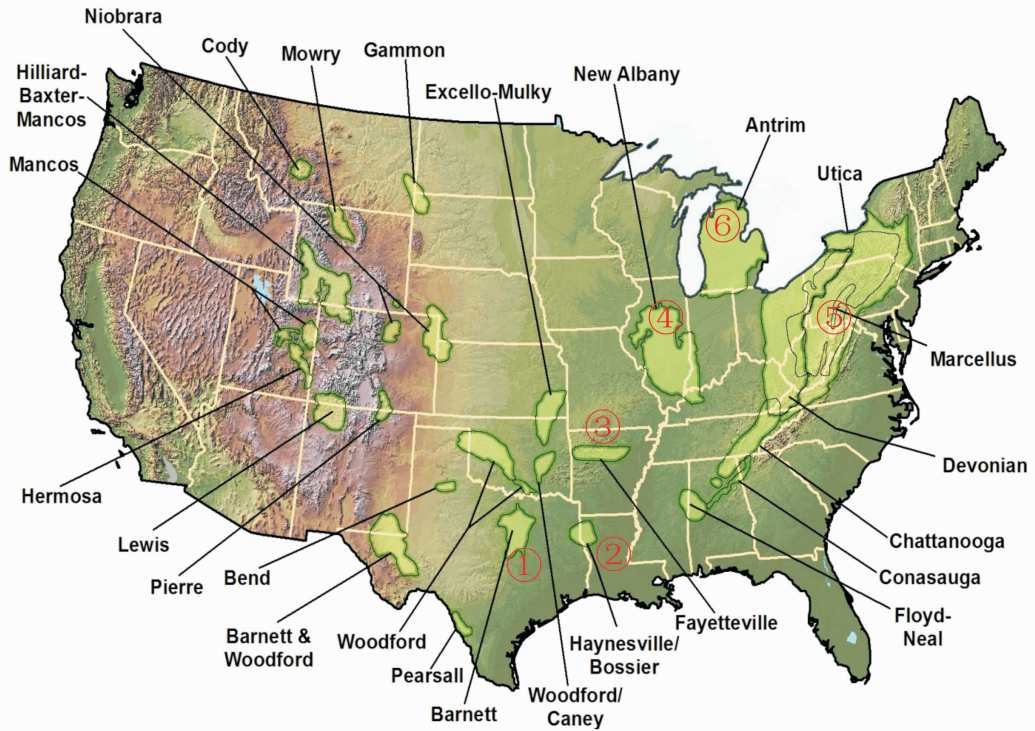 Niobrara
Cody
Mowry
Gammon
Hilliard-
Baxter-
Mancos
Excello-Mulky
New Albany
Antrim
Mancos
Utica
⑥
④
⑤
Marcellus
③
Devonian
Hermosa
Lewis
Chattanooga
①
②
Pierre
Bend
Conasauga
Barnett &
Woodford
Woodford
Haynesville/
Bossier
Fayetteville
Floyd-
Neal
Pearsall
Barnett
Woodford/
Caney